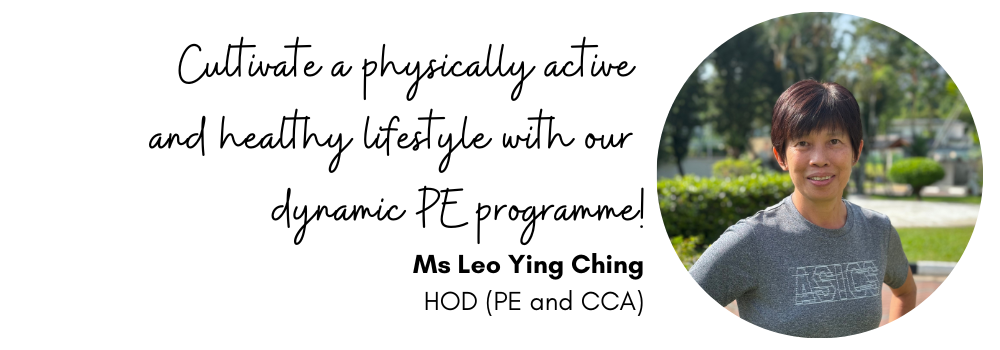 Cultivate a physically active
and healthy lifestyle with our
dynamic PE programme!
Ms Leo Ying Ching
HOD (PE and CCA)
ASICS